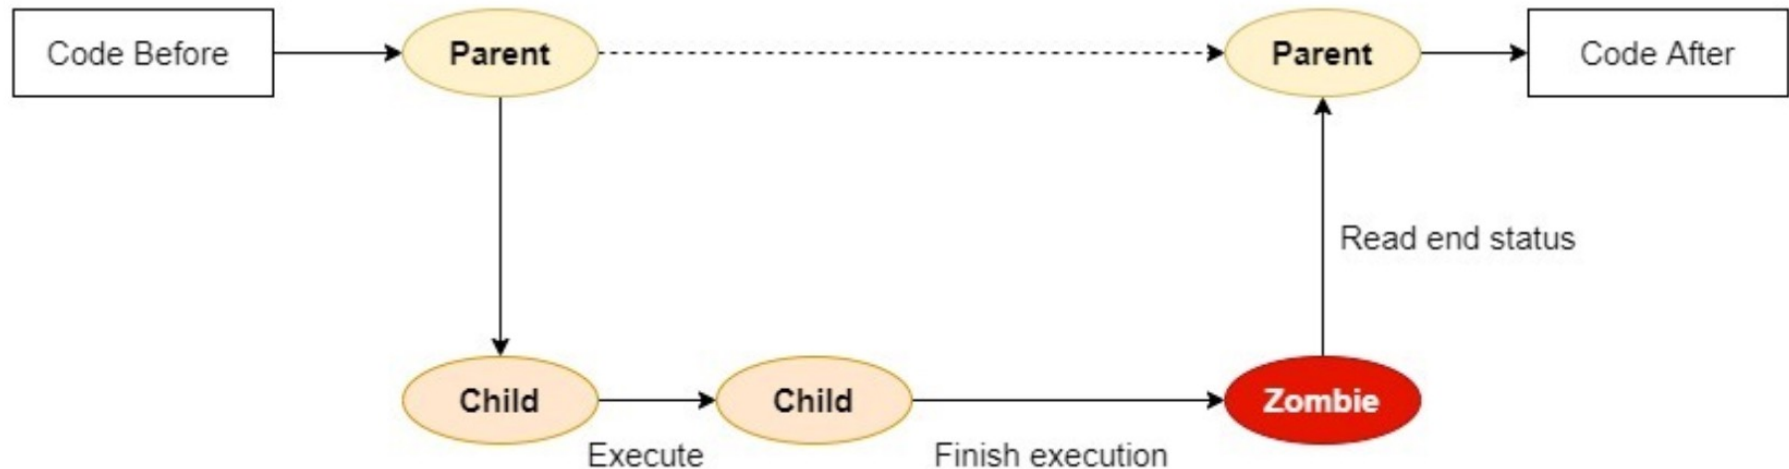 Code Before
Parent
Parent
Code After
Read end status
Child
Child
Zombie
Execute
Finish execution